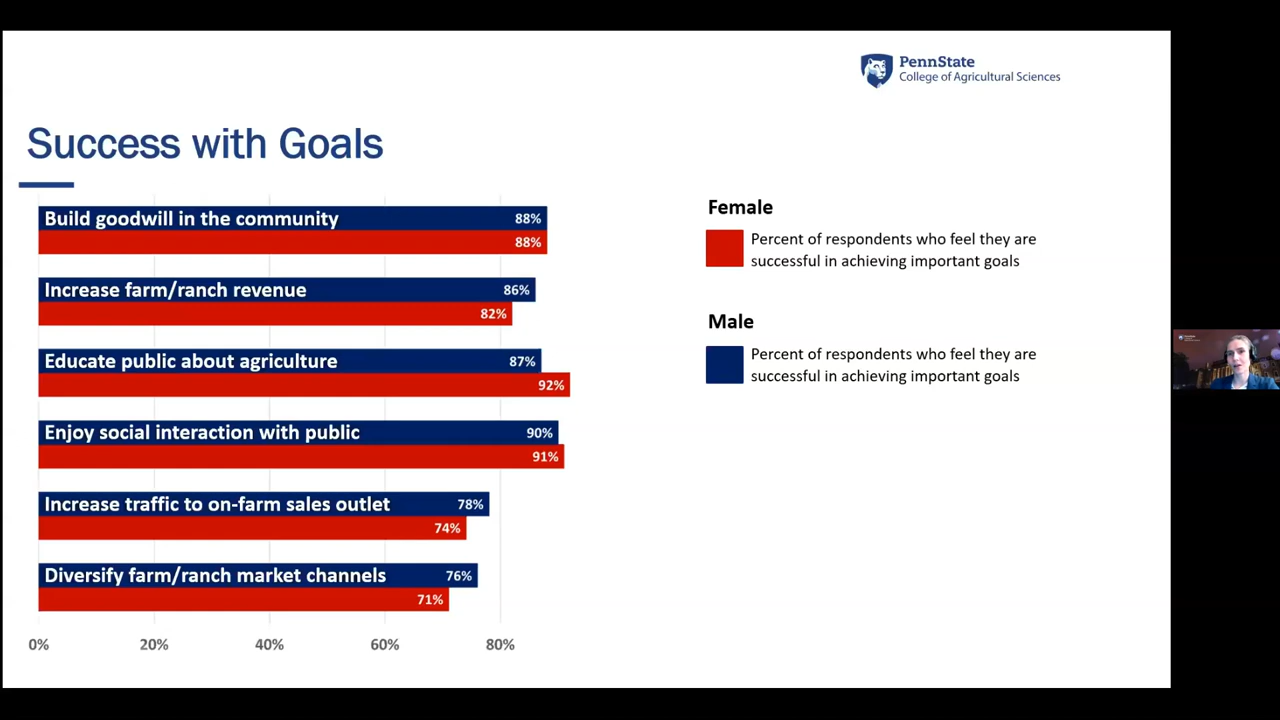 PennState
College of Agricultural Sciences
Success with Goals
Build goodwill in the community
88%
88%
Increase farm/ranch revenue
86%
82%
Educate public about agriculture
87%
92%
Enjoy social interaction with public
90%
91%
Increase traffic to on-farm sales outlet
78%
74%
Diversify farm/ranch market channels
76%
71%
0%
20%
40%
60%
80%
Female
Percent of respondents who feel they are
successful in achieving important goals
Male
Percent of respondents who feel they are
successful in achieving important goals